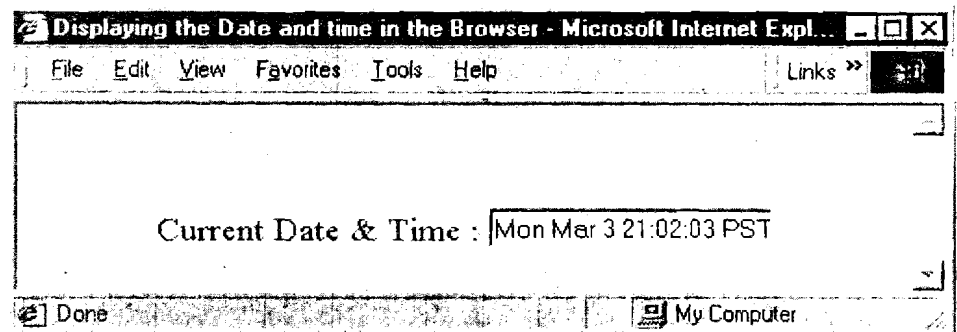 Displaying the Date and time in the Browser - Microsoft Internet Expl...
File Edit View Favorites Tools Help Links »
Current Date & Time : Mon Mar 3 21:02:03 PST
Done My Computer